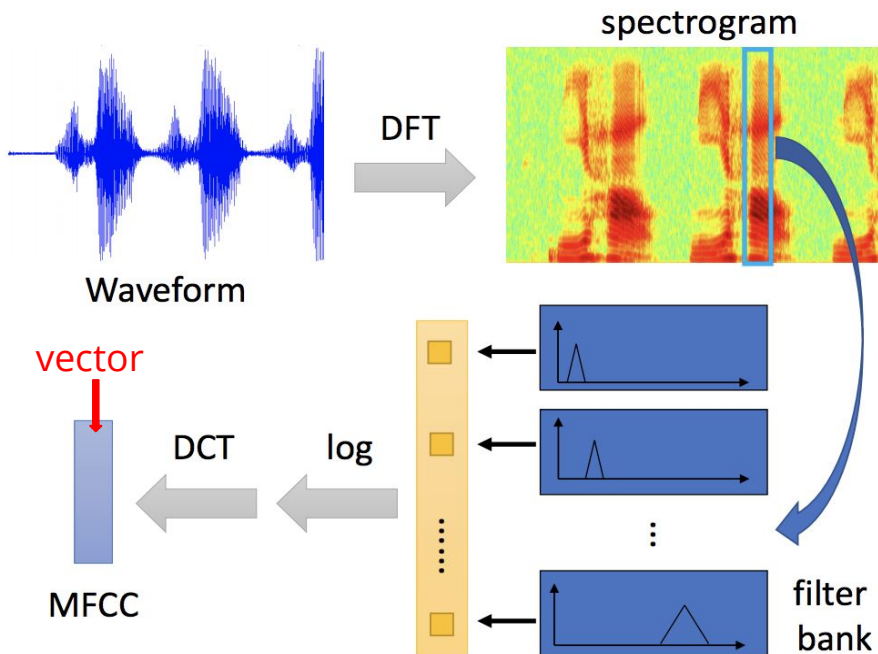 spectrogram
DFT
Waveform
vector
DCT
log
MFCC
filter
bank